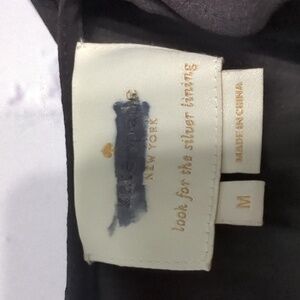 NEW YORK
look for the silver lining
MADE IN CHINA
M